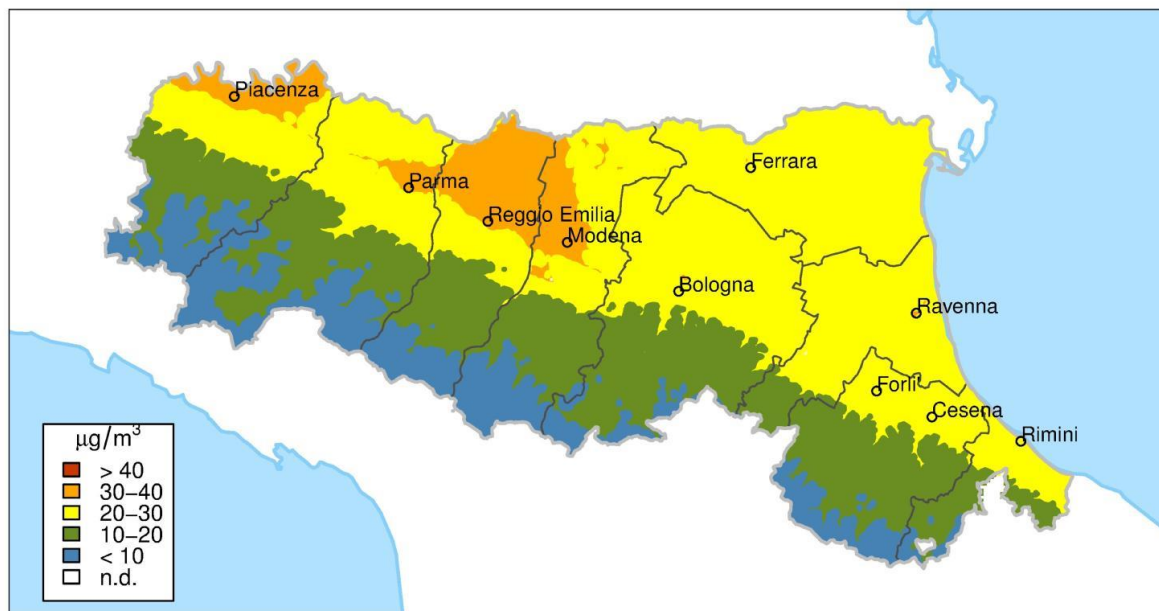 Piacenza
Ferrara
Parma
Reggio Emilia
Modena
Bologna
Ravenna
Forlì
Cesena
Rimini
μg/m³
> 40
30−40
20−30
10−20
< 10
n.d.